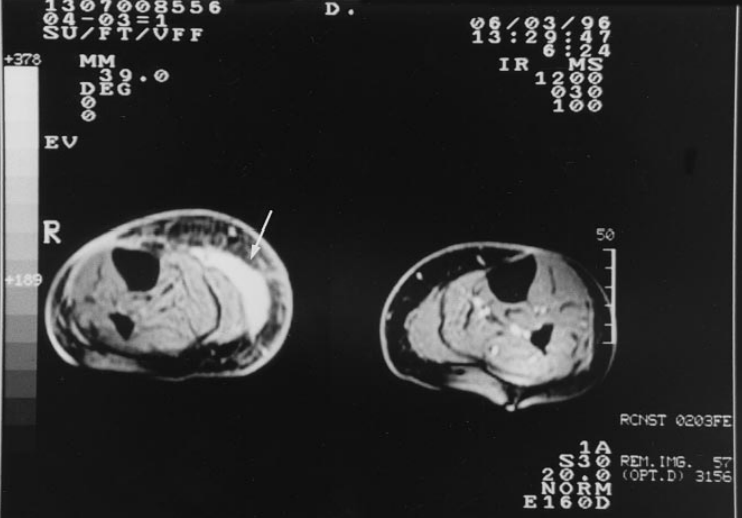 1307008556
04-03=1
SU/FT/VFF
D.
06/03/96
13:29:47
6:24
IR MS
1200
030
100
+378
MM
39.0
DEG
0
0
EV
R
+189
50
RCNST 0203FE
1A
S30
20.0
NORM
E160D
REM.IMG. 57
(OPT.D) 3156